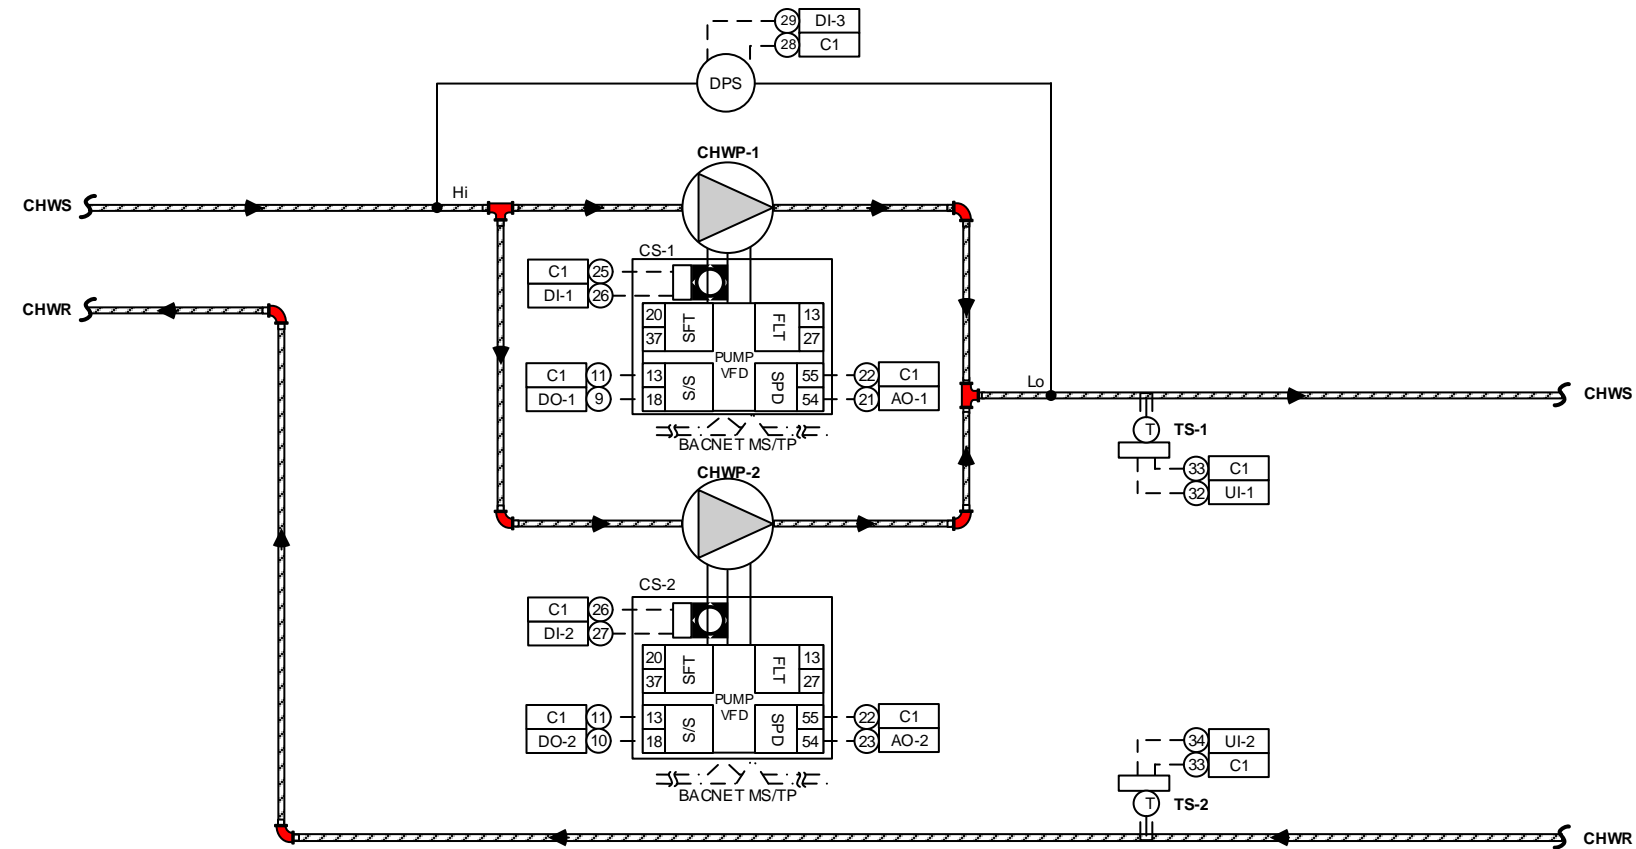 29 DI-3
28 C1
DPS
CHWP-1
Hi
CHWS
CS-1
C1 25
DI-1 26
CHWR
20 SFT FLT 13
37 27
PUMP
VFD
C1 11 13 S/S SPD 55 22 C1
DO-1 9 18 54 21 AO-1
Lo
CHWS
BACNET MS/TP
T TS-1
33 C1
32 UI-1
CHWP-2
CS-2
C1 26
DI-2 27
20 SFT FLT 13
37 27
PUMP
VFD
C1 11 13 S/S SPD 55 22 C1
DO-2 10 18 54 23 AO-2
34 UI-2
33 C1
BACNET MS/TP
T TS-2
CHWR